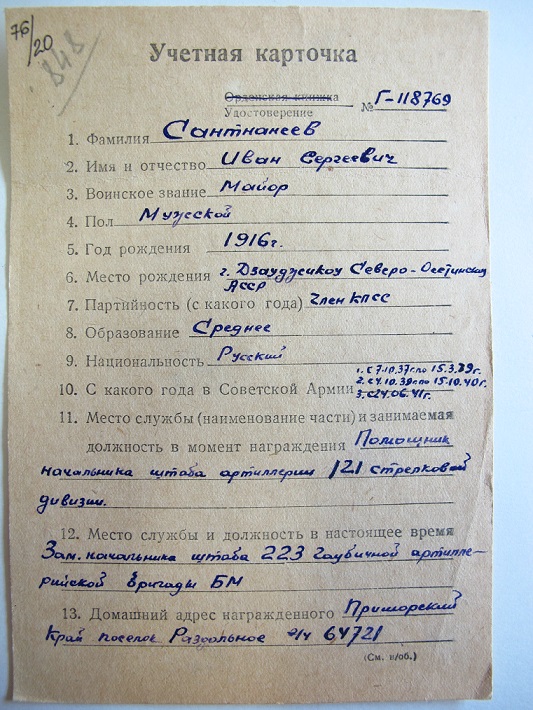 76/20
848
Учетная карточка
Орденская книжка
Удостоверение
№ Г-118769
1. Фамилия Сантнанеев
2. Имя и отчество Иван Сергеевич
3. Воинское звание Майор
4. Пол Мужской
5. Год рождения 1916г.
6. Место рождения г. Дзауджикау Северо-Осетинская
АССР
7. Партийность (с какого года) Член КПСС
8. Образование Среднее
9. Национальность Русский
1. с 7.10.37г. по 15.3.39г.
2. с 4.10.39г. по 15.10.40г.
10. С какого года в Советской Армии 3. с 24.06.41г.
11. Место службы (наименование части) и занимаемая
должность в момент награждения Помощник
начальника штаба артиллерии 121 стрелковой
дивизии.
12. Место службы и должность в настоящее время
Зам. начальника штаба 223 гаубичной артилле-
рийской бригады БМ
13. Домашний адрес награжденного Приморский
Край поселок Раздольное в/ч 64721
(См. н/об.)